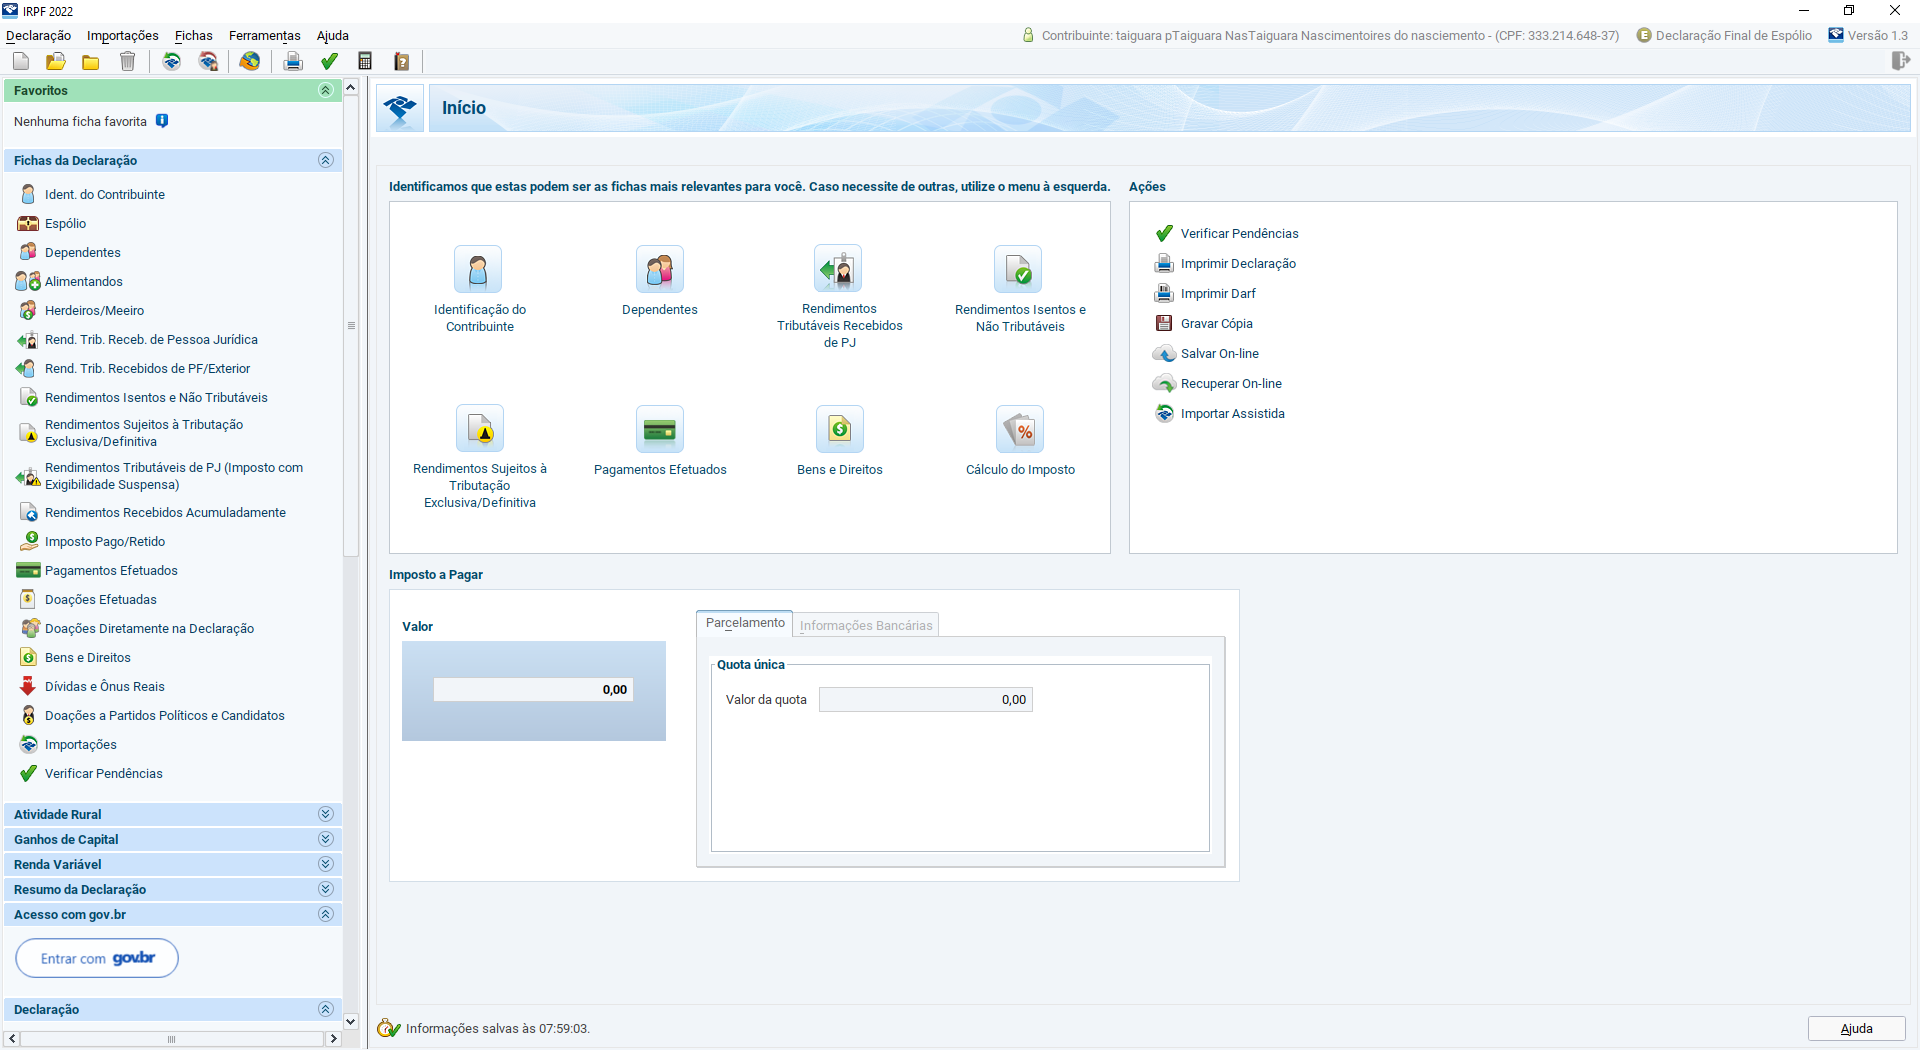 IRPF 2022
Declaração Importações Fichas Ferramentas Ajuda
Contribuinte: taiguara pTaiguara NasTaiguara Nascimentoires do nasciemento - (CPF: 333.214.648-37)
Declaração Final de Espólio
Versão 1.3
Favoritos
Nenhuma ficha favorita
Fichas da Declaração
Ident. do Contribuinte
Espólio
Dependentes
Alimentandos
Herdeiros/Meeiro
Rend. Trib. Receb. de Pessoa Jurídica
Rend. Trib. Recebidos de PF/Exterior
Rendimentos Isentos e Não Tributáveis
Rendimentos Sujeitos à Tributação
Exclusiva/Definitiva
Rendimentos Tributáveis de PJ (Imposto com
Exigibilidade Suspensa)
Rendimentos Recebidos Acumuladamente
Imposto Pago/Retido
Pagamentos Efetuados
Doações Efetuadas
Doações Diretamente na Declaração
Bens e Direitos
Dívidas e Ônus Reais
Doações a Partidos Políticos e Candidatos
Importações
Verificar Pendências
Atividade Rural
Ganhos de Capital
Renda Variável
Resumo da Declaração
Acesso com gov.br
Entrar com gov.br
Declaração
Início
Identificamos que estas podem ser as fichas mais relevantes para você. Caso necessite de outras, utilize o menu à esquerda.
Identificação do
Contribuinte
Dependentes
Rendimentos
Tributáveis Recebidos
de PJ
Rendimentos Isentos e
Não Tributáveis
Rendimentos Sujeitos à
Tributação
Exclusiva/Definitiva
Pagamentos Efetuados
Bens e Direitos
Cálculo do Imposto
Ações
Verificar Pendências
Imprimir Declaração
Imprimir Darf
Gravar Cópia
Salvar On-line
Recuperar On-line
Importar Assistida
Imposto a Pagar
Valor
0,00
Parcelamento
Informações Bancárias
Quota única
Valor da quota
0,00
Informações salvas às 07:59:03.
Ajuda